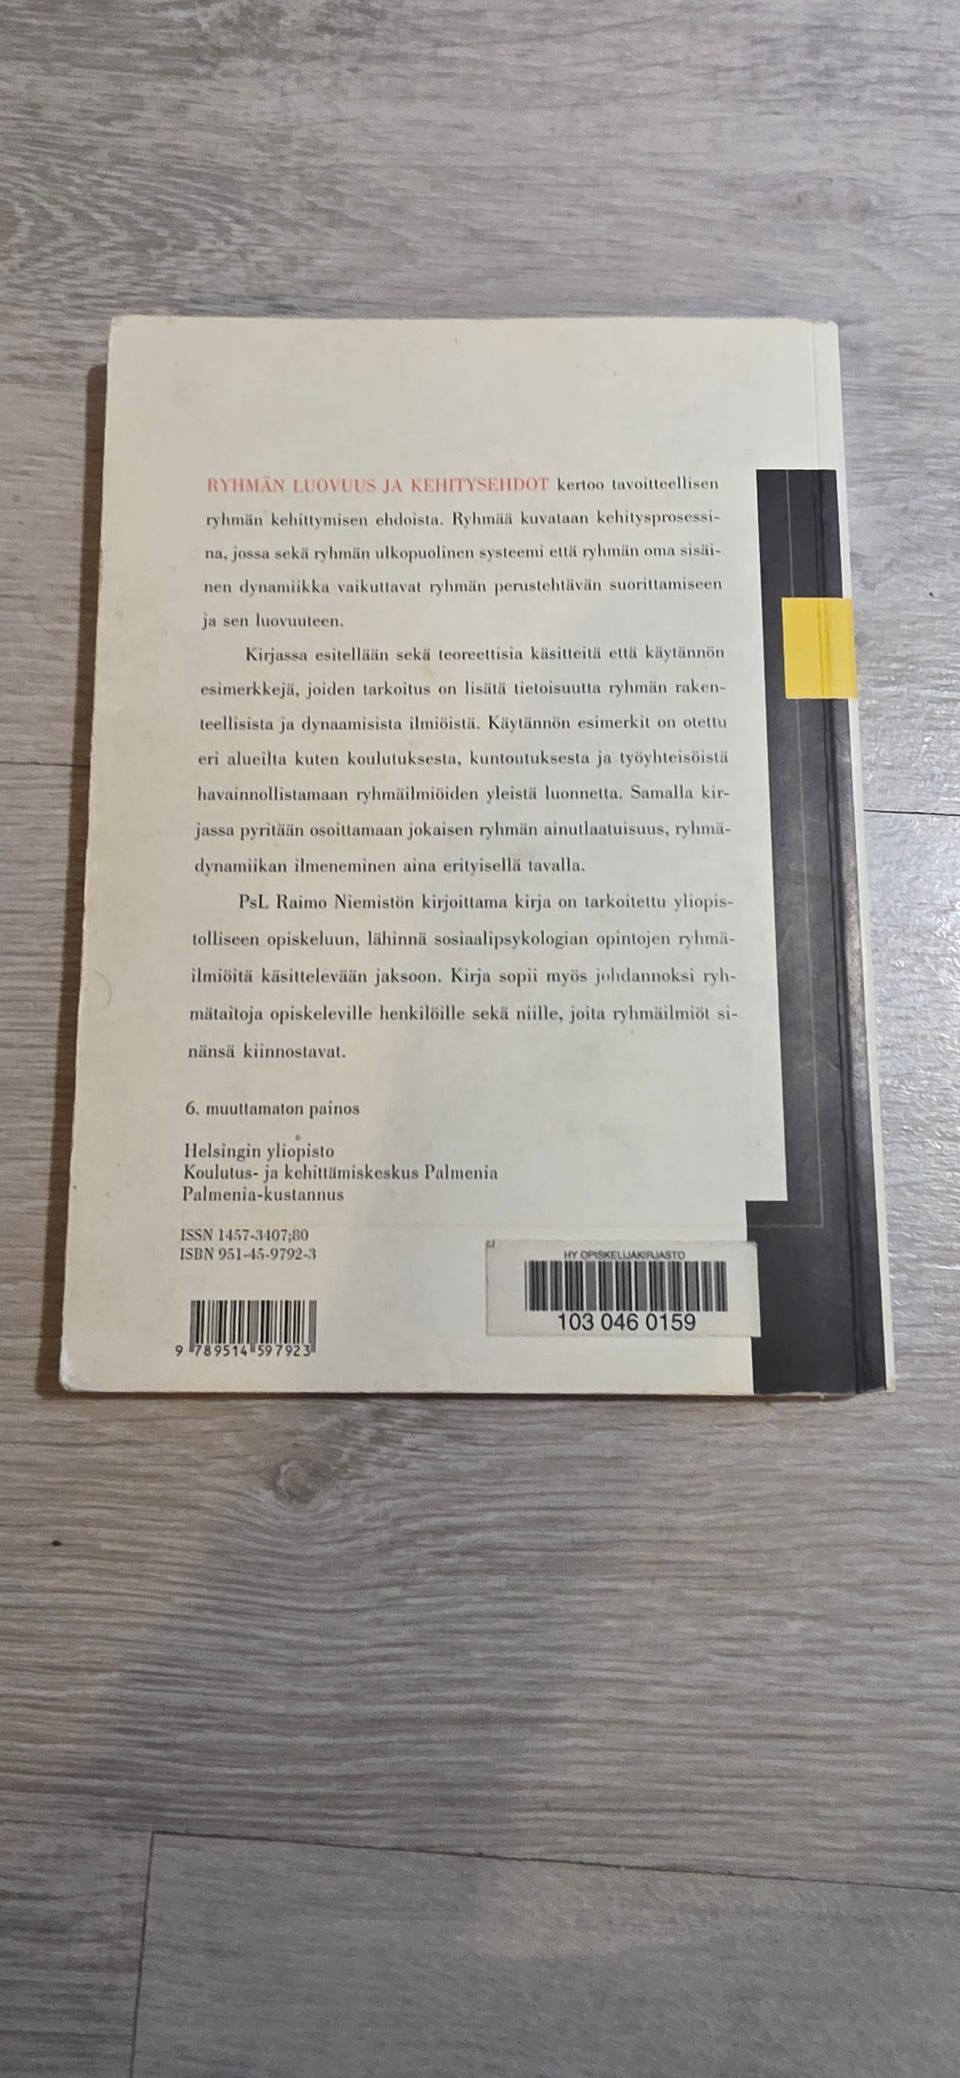 RYHMÄN LUOVUUS JA KEHITYSEHDOT kertoo tavoitteellisen
ryhmän kehittymisen ehdoista. Ryhmää kuvataan kehitysprosessi-
na, jossa sekä ryhmän ulkopuolinen systeemi että ryhmän oma sisäi-
nen dynamiikka vaikuttavat ryhmän perustehtävän suorittamiseen
ja sen luovuuteen.
Kirjassa esitellään sekä teoreettisia käsitteitä että käytännön
esimerkkejä, joiden tarkoitus on lisätä tietoisuutta ryhmän raken-
teellisista ja dynaamisista ilmiöistä. Käytännön esimerkit on otettu
eri alueilta kuten koulutuksesta, kuntoutuksesta ja työyhteisöistä
havainnollistamaan ryhmäilmiöiden yleistä luonnetta. Samalla kir-
jassa pyritään osoittamaan jokaisen ryhmän ainutlaatuisuus, ryhmä-
dynamiikan ilmeneminen aina erityisellä tavalla.
PsL Raimo Niemistön kirjoittama kirja on tarkoitettu yliopis-
tolliseen opiskeluun, lähinnä sosiaalipsykologian opintojen ryhmä-
ilmiöitä käsittelevään jaksoon. Kirja sopii myös johdannoksi ryh-
mätaitoja opiskeleville henkilöille sekä niille, joita ryhmäilmiöt si-
nänsä kiinnostavat.
6. muuttamaton painos
Helsingin yliopisto
Koulutus- ja kehittämiskeskus Palmenia
Palmenia-kustannus
ISSN 1457-3407;80
ISBN 951-45-9792-3
9 789514 597923
HY OPISKELIJAKIRJASTO
103 046 0159